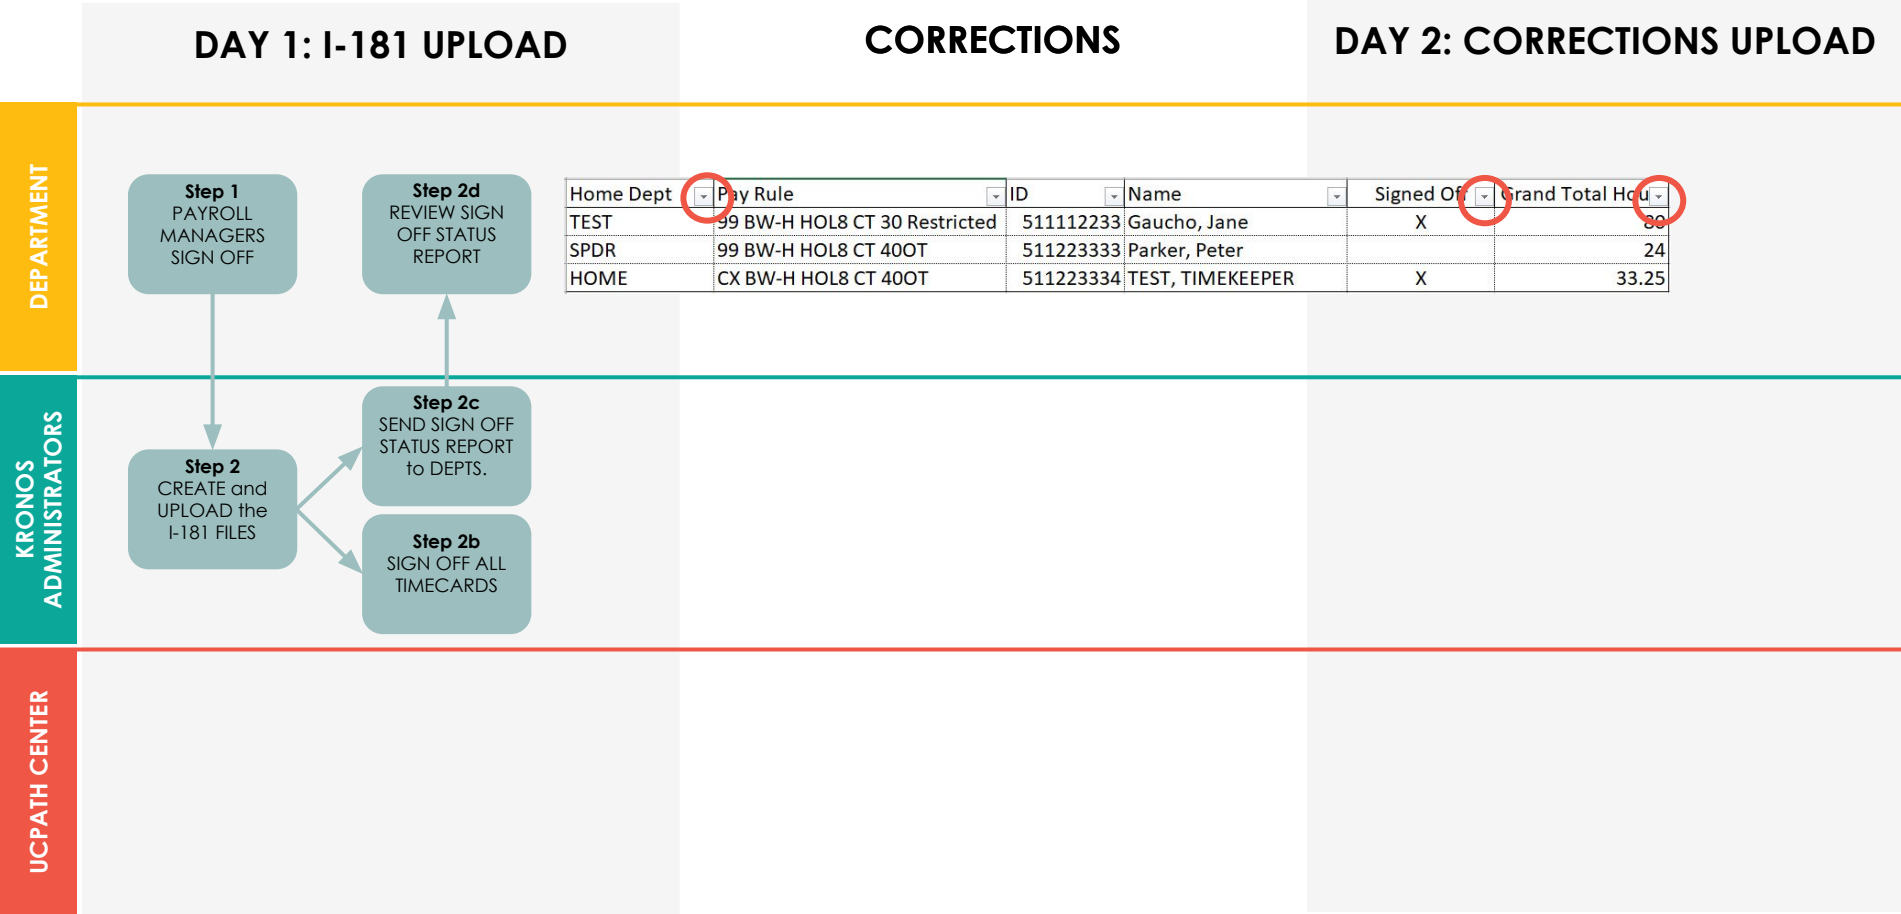 DAY 1: I-181 UPLOAD
CORRECTIONS
DAY 2: CORRECTIONS UPLOAD
DEPARTMENT
Step 1
PAYROLL
MANAGERS
SIGN OFF
Step 2d
REVIEW SIGN
OFF STATUS
REPORT
Home Dept Pay Rule ID Name Signed Off Grand Total Hou
TEST 99 BW-H HOL8 CT 30 Restricted 511112233 Gaucho, Jane X 80
SPDR 99 BW-H HOL8 CT 40OT 511223333 Parker, Peter 24
HOME CX BW-H HOL8 CT 40OT 511223334 TEST, TIMEKEEPER X 33.25
KRONOS
ADMINISTRATORS
Step 2
CREATE and
UPLOAD the
I-181 FILES
Step 2c
SEND SIGN OFF
STATUS REPORT
to DEPTS.
Step 2b
SIGN OFF ALL
TIMECARDS
UCPATH CENTER